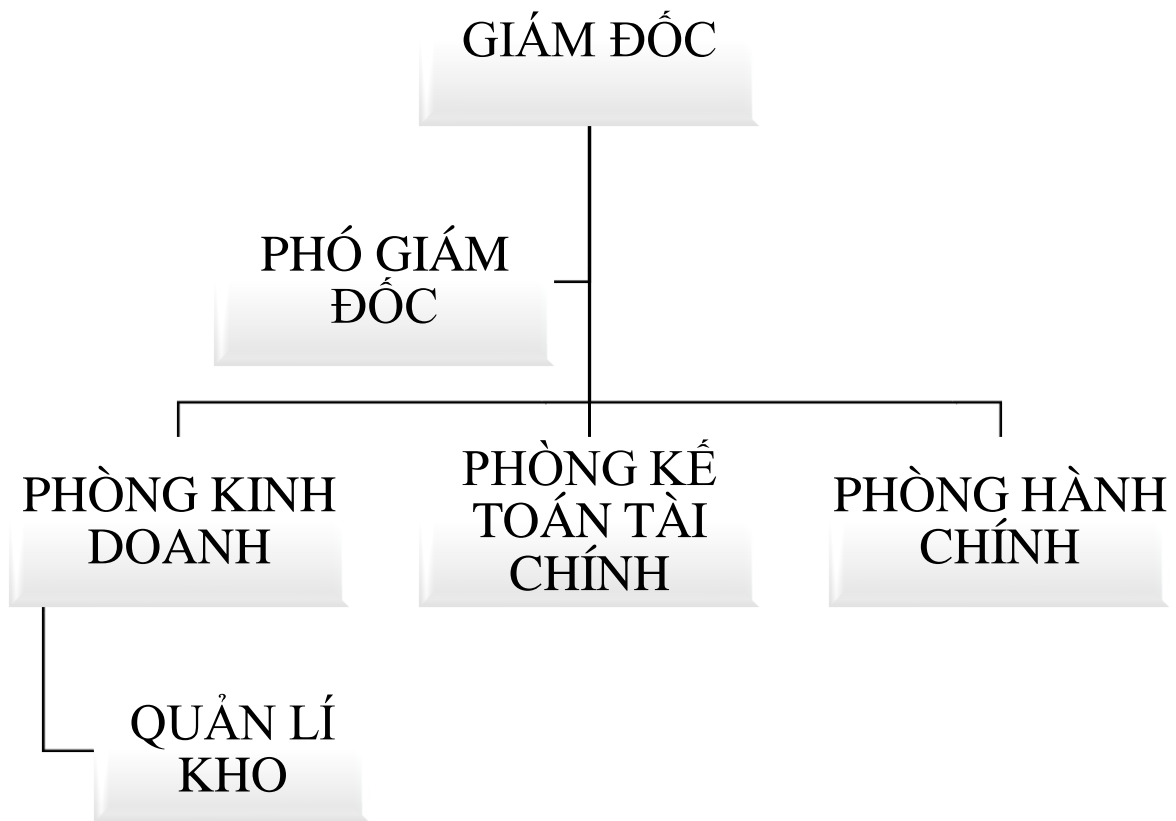 GIÁM ĐỐC
PHÓ GIÁM
ĐỐC
PHÒNG KINH
DOANH
PHÒNG KẾ
TOÁN TÀI
CHÍNH
PHÒNG HÀNH
CHÍNH
QUẢN LÍ
KHO